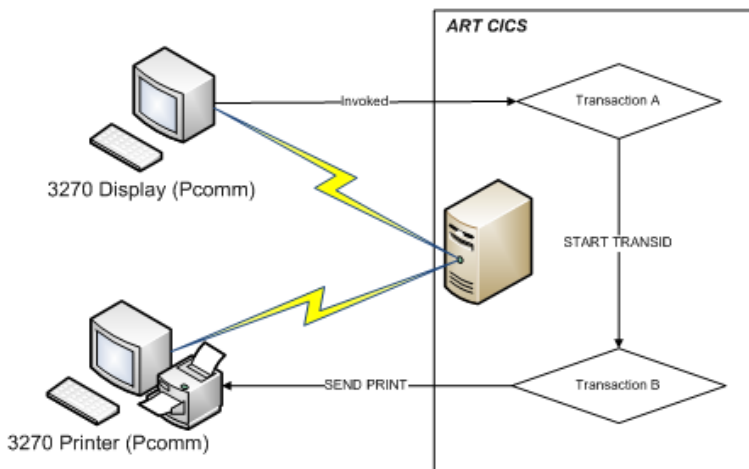 ART CICS
Invoked
Transaction A
3270 Display (Pcomm)
START TRANSID
SEND PRINT
Transaction B
3270 Printer (Pcomm)